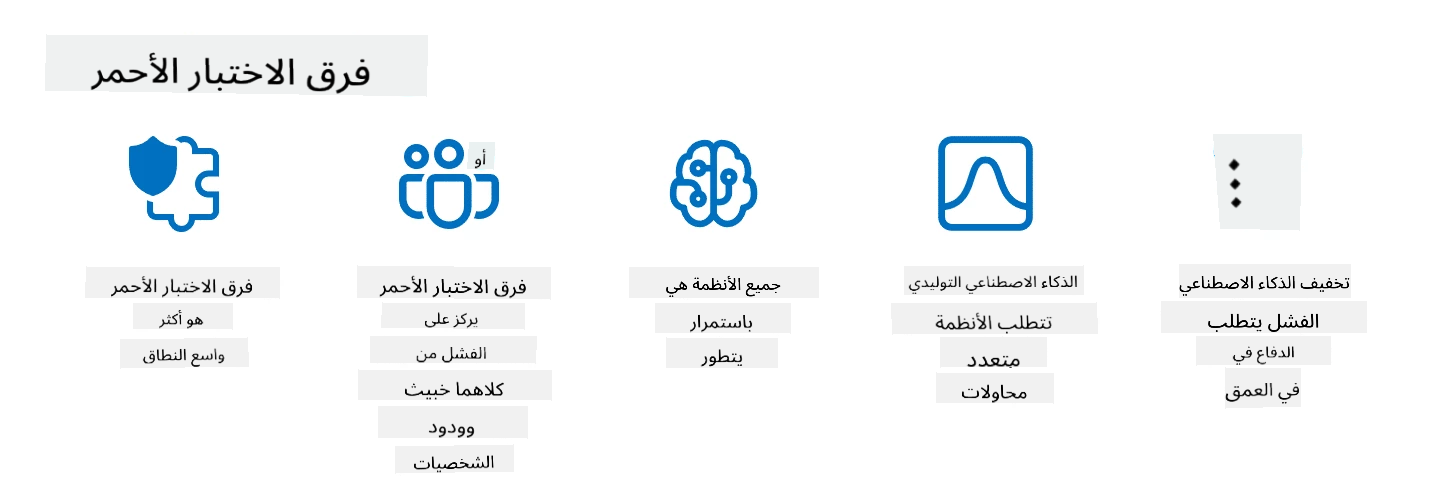 فرق الاختبار الأحمر
أو
فرق الاختبار الأحمر
هو أكثر
واسع النطاق
فرق الاختبار الأحمر
يركز على
الفشل من
كلاهما خبيث
وودود
الشخصيات
جميع الأنظمة هي
باستمرار
يتطور
الذكاء الاصطناعي التوليدي
تتطلب الأنظمة
متعدد
محاولات
تخفيف الذكاء الاصطناعي
الفشل يتطلب
الدفاع في
في العمق